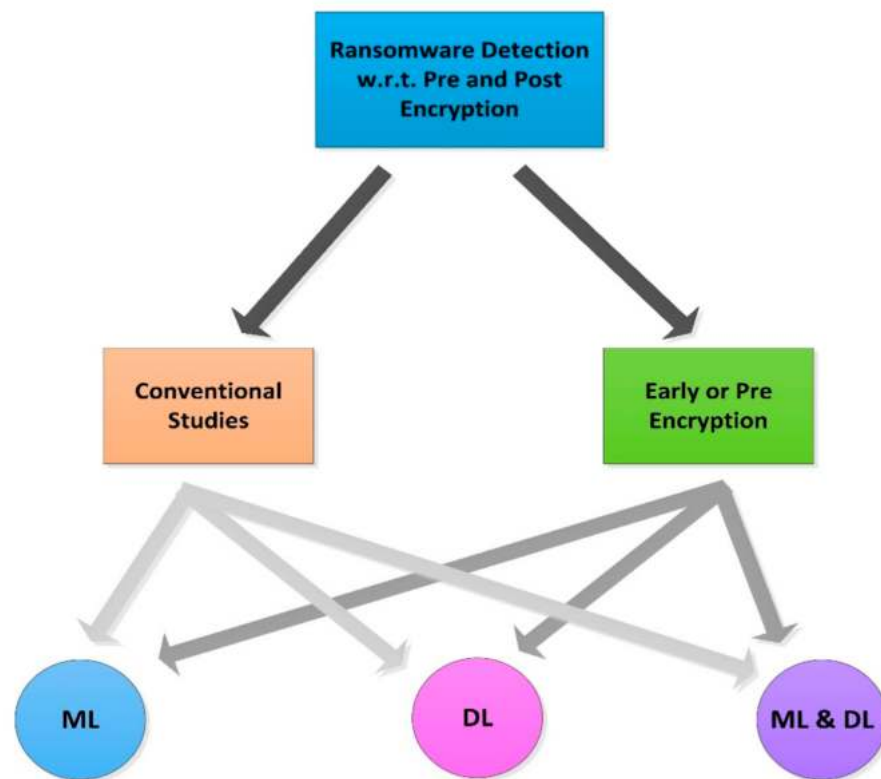 Ransomware Detection
w.r.t. Pre and Post
Encryption
Conventional
Studies
Early or Pre
Encryption
ML
DL
ML & DL